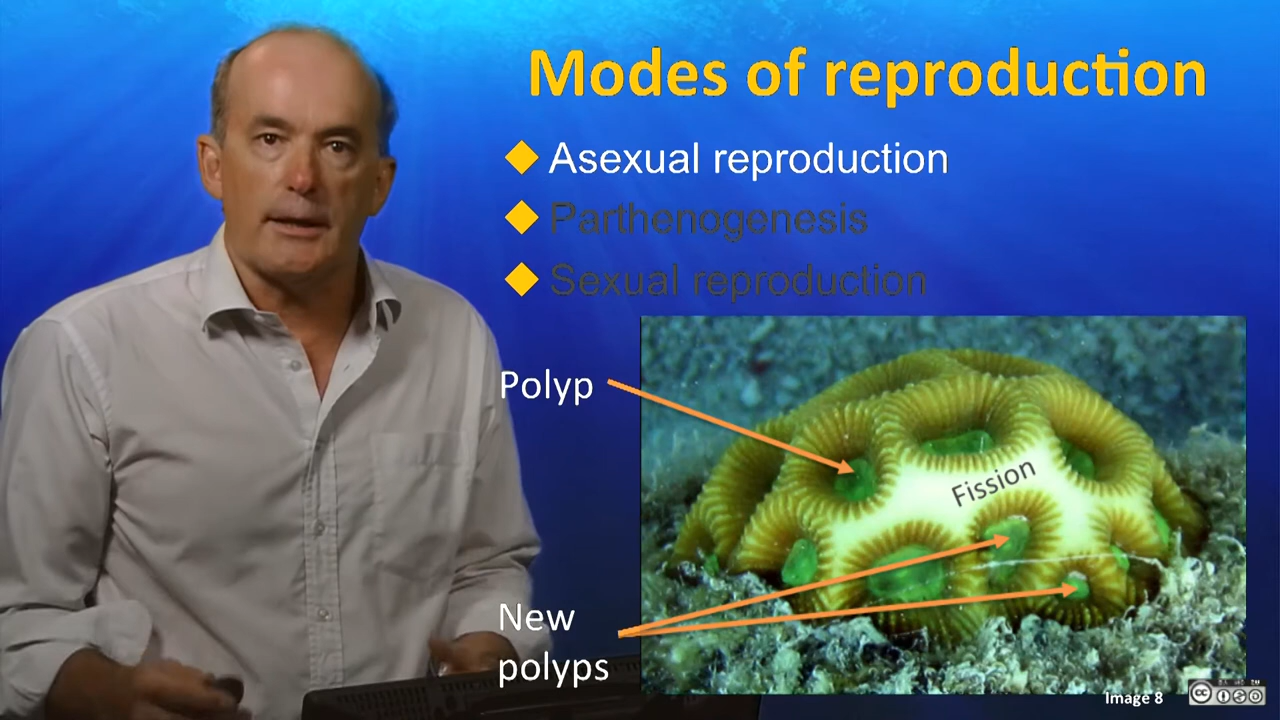 Modes of reproduction
Asexual reproduction
Parthenogenesis
Sexual reproduction
Polyp
Fission
New
polyps
Image 8